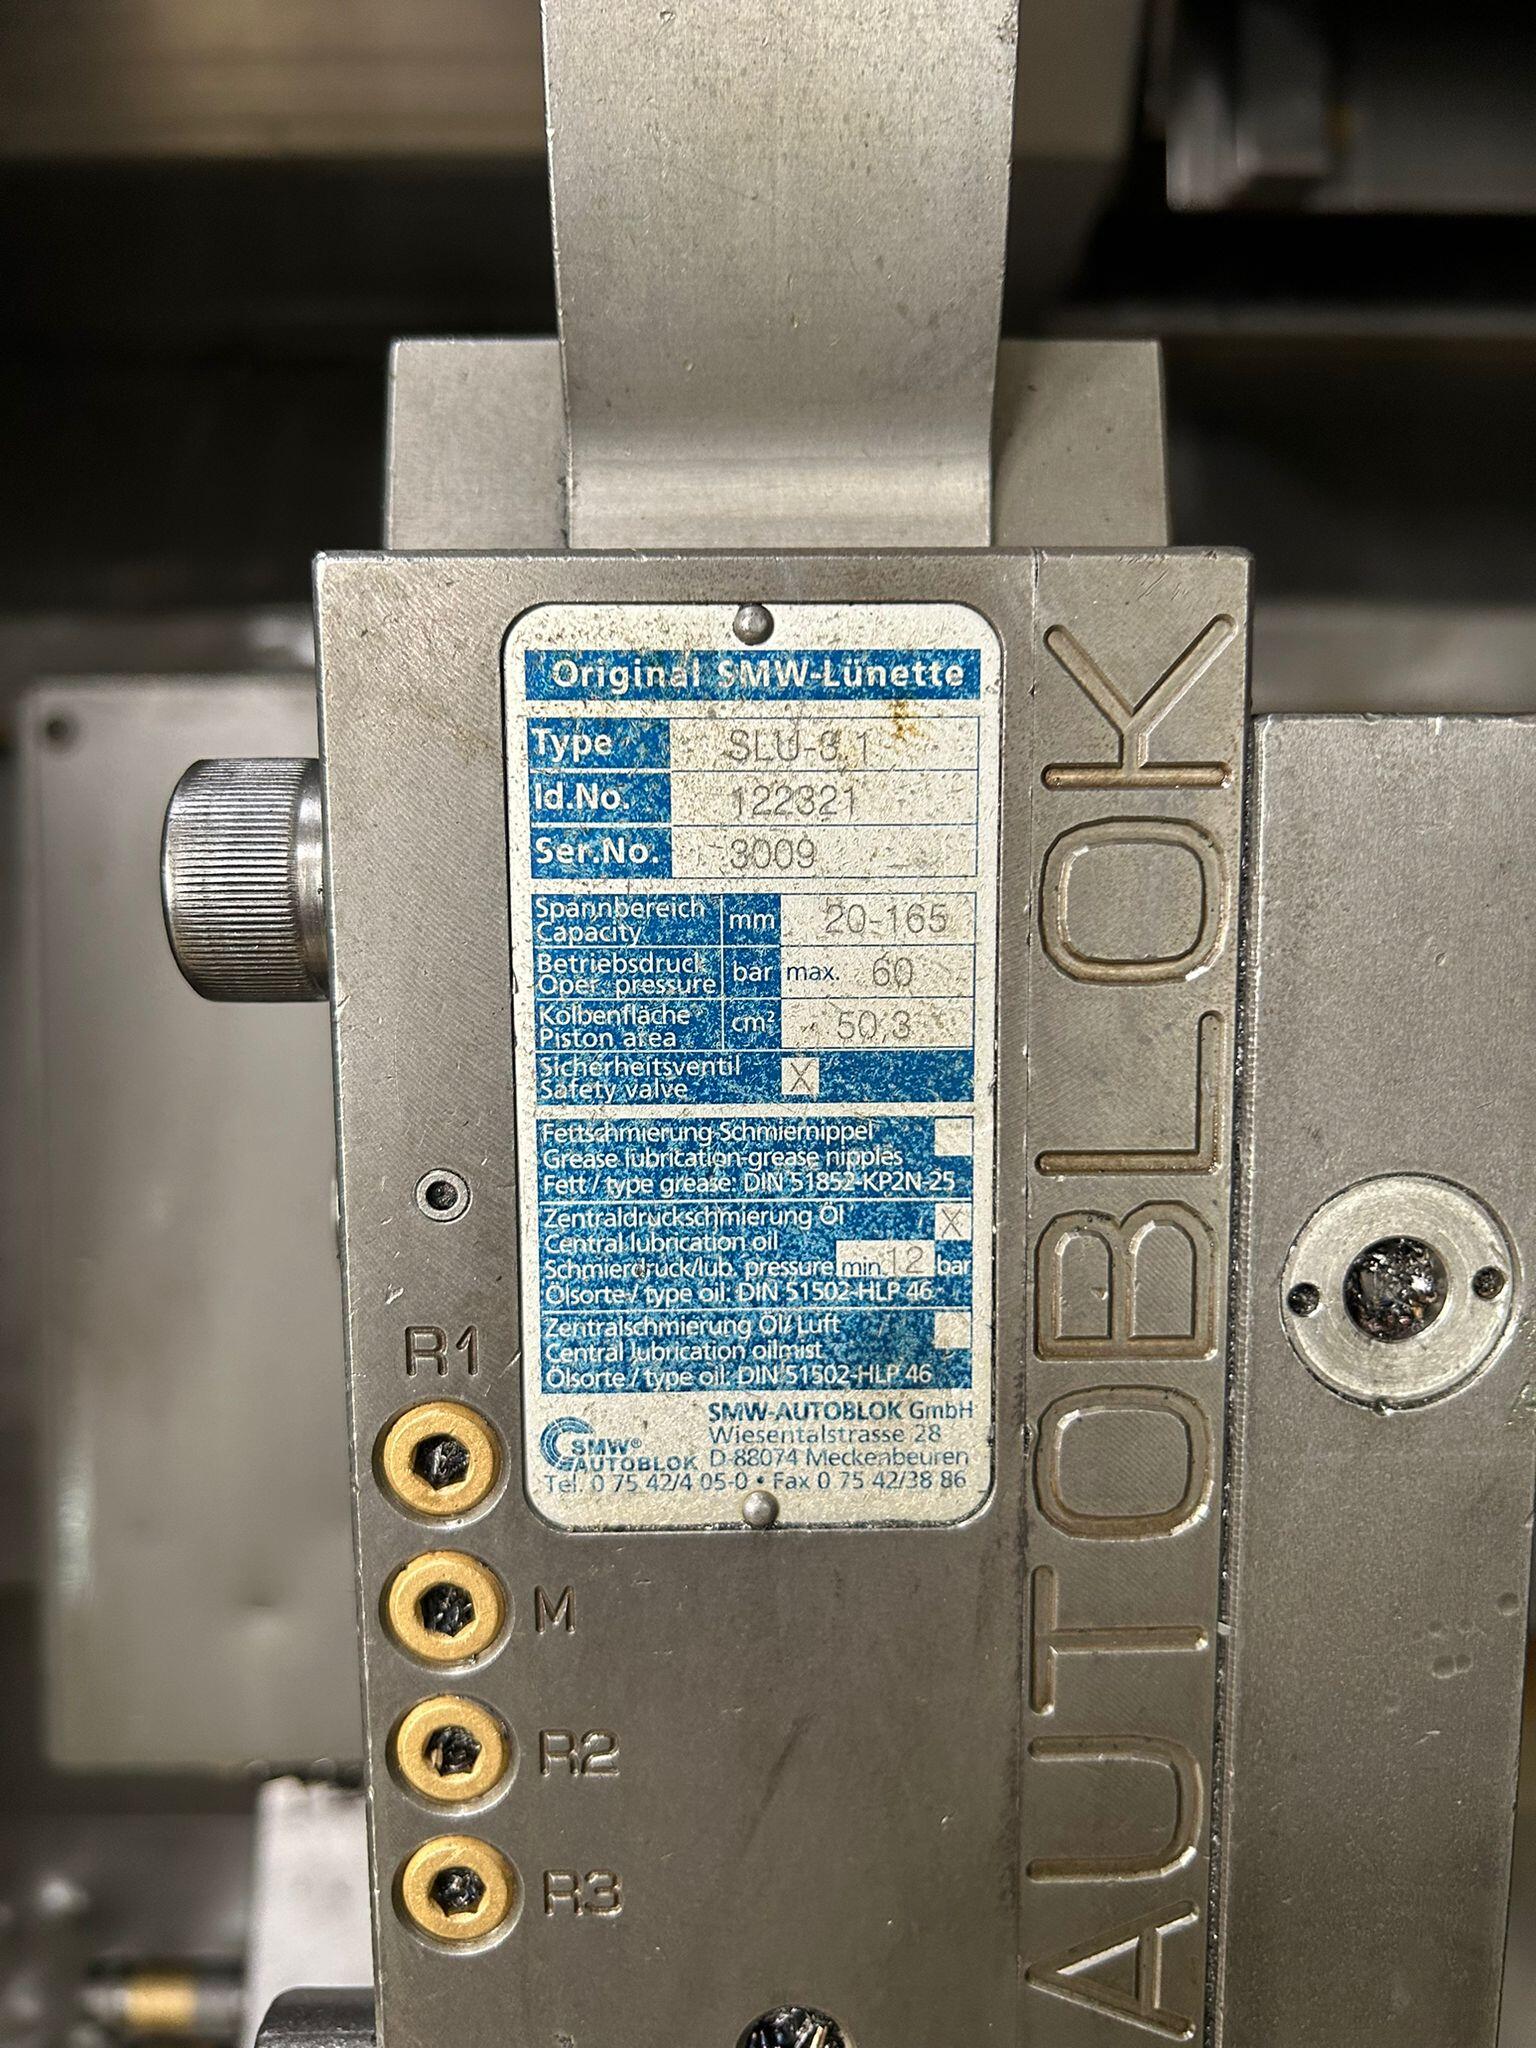 Original SMW-Lünette
Type SLU-3.1
Id.No. 122321
Ser.No. 3009
Spannbereich
Capacity mm 20-165
Betriebsdruck
Oper. pressure bar max. 60
Kolbenfläche
Piston area cm² 50,3
Sicherheitsventil
Safety valve X
Fettschmierung-Schmiernippel
Grease lubrication-grease nipples
Fett / type grease: DIN 51852-KP2N-25
Zentraldruckschmierung Öl X
Central lubrication oil
Schmierdruck/lub. pressure min. 12 bar
Ölsorte / type oil: DIN 51502-HLP 46
Zentralschmierung Öl/ Luft
Central lubrication oilmist
Ölsorte / type oil: DIN 51502-HLP 46
SMW®
AUTOBLOK
SMW-AUTOBLOK GmbH
Wiesentalstrasse 28
D-88074 Meckenbeuren
Tel. 0 75 42/4 05-0 • Fax 0 75 42/38 86
AUTOBLOK
R1
M
R2
R3